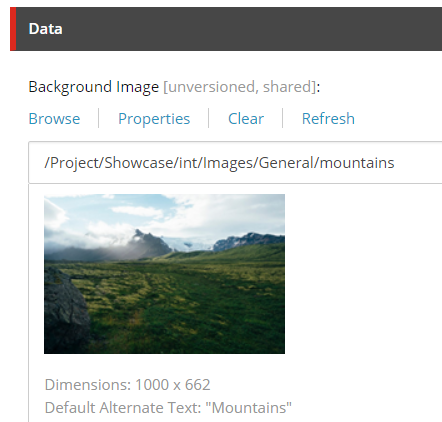 Data
Background Image [unversioned, shared]:
Browse Properties Clear Refresh
/Project/Showcase/int/Images/General/mountains
Dimensions: 1000 x 662
Default Alternate Text: "Mountains"